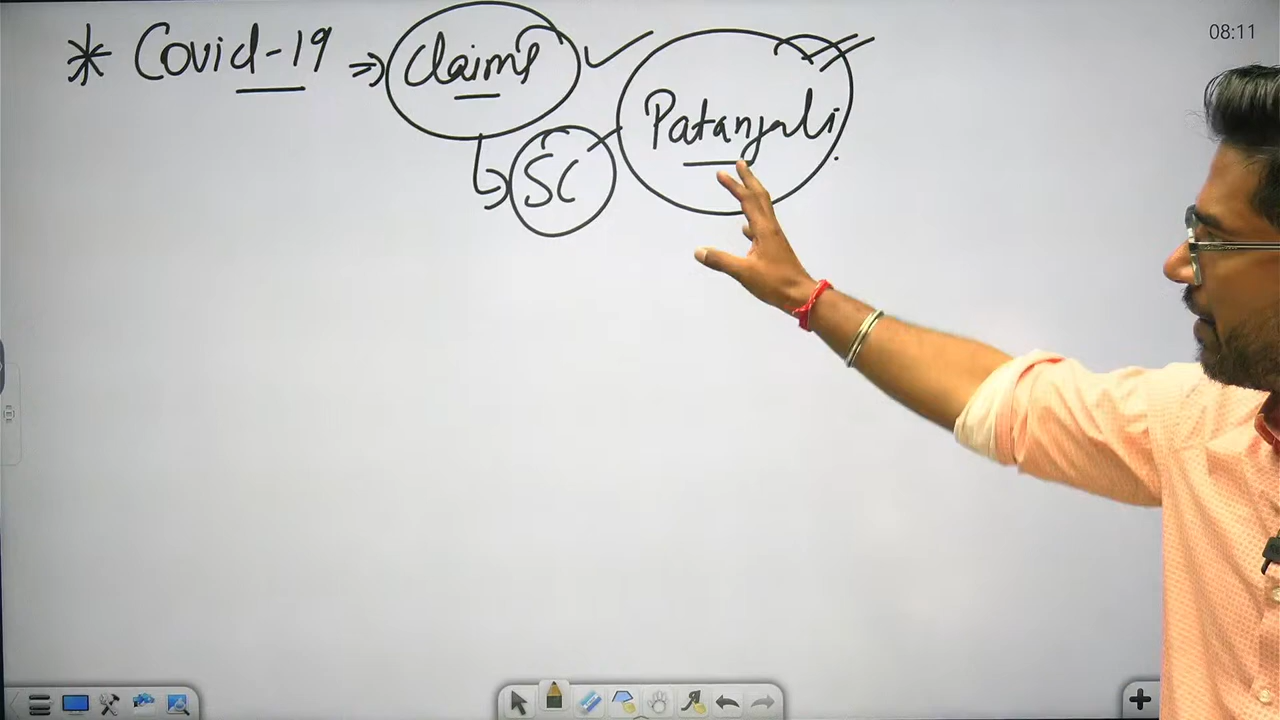 08:11
* Covid-19 ⇒ Claims ✓
Patanjali
SC